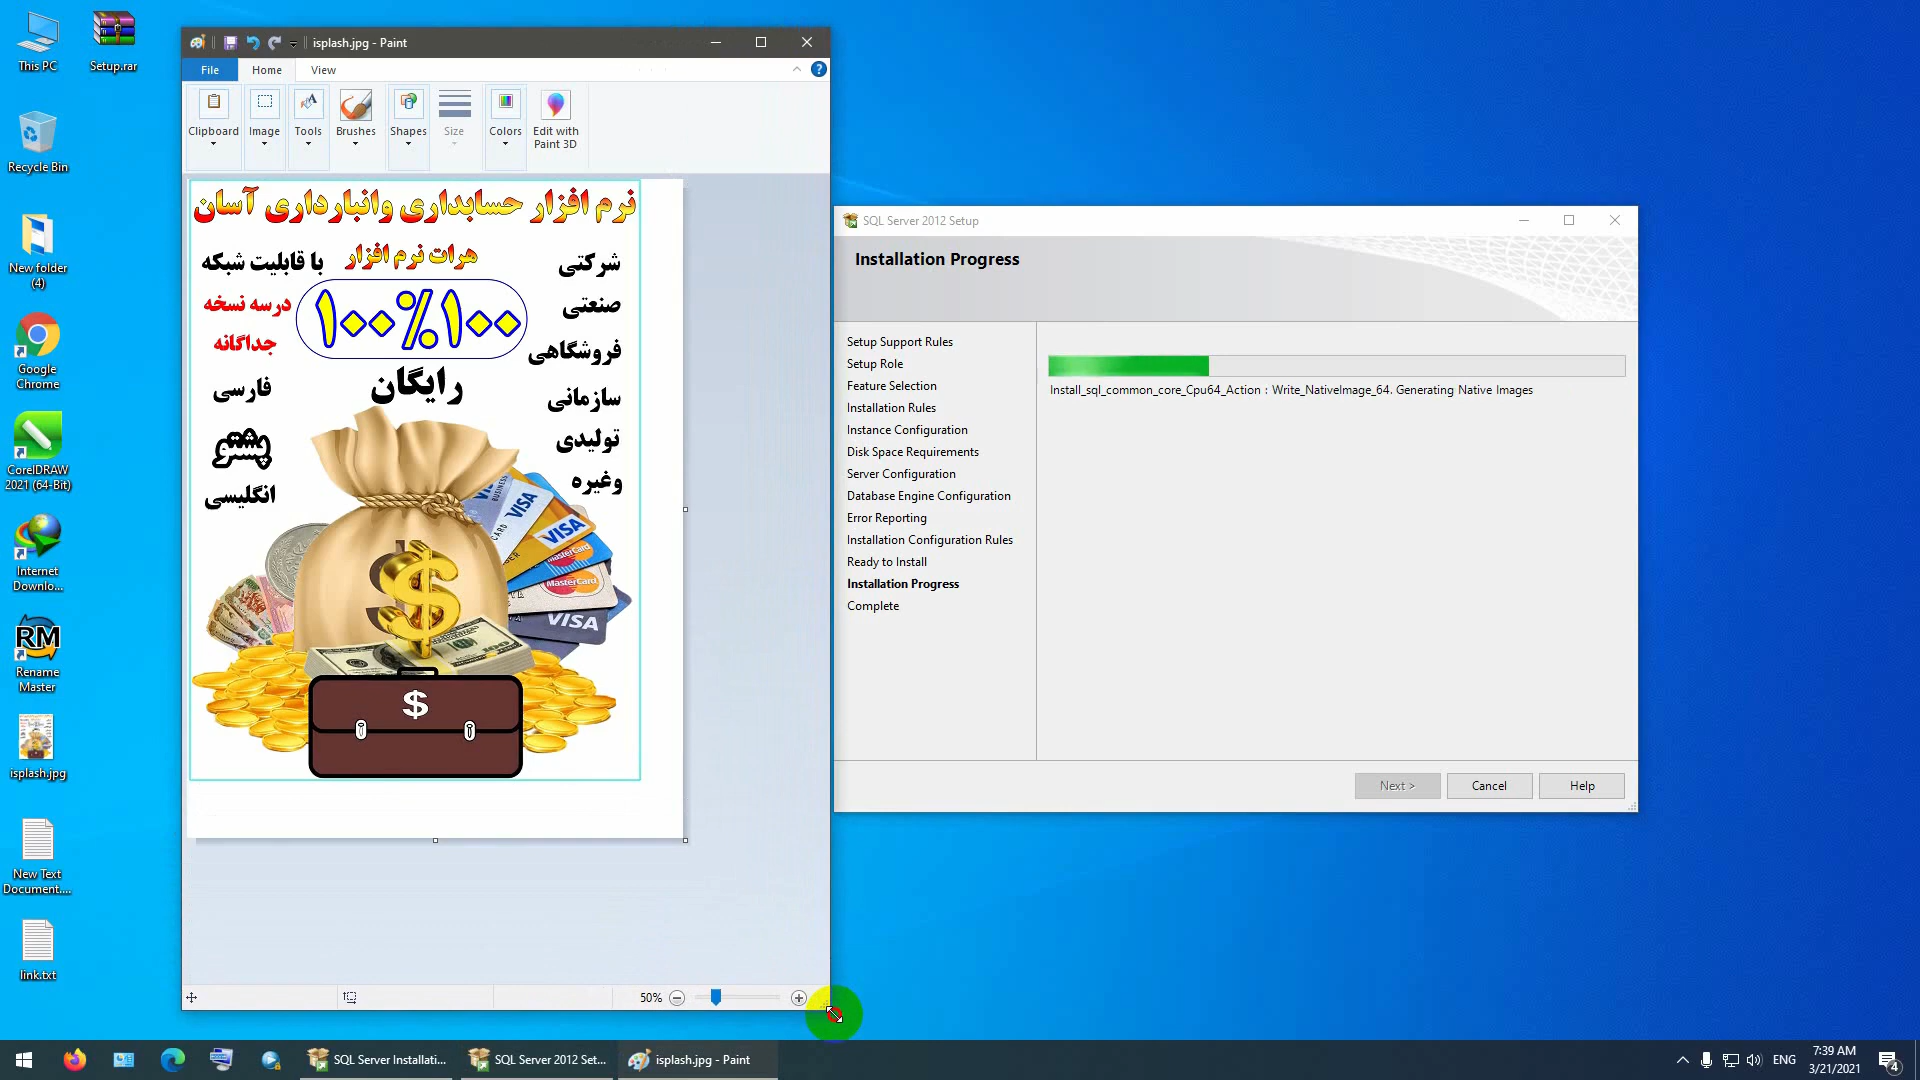 This PC
Setup.rar
Recycle Bin
New folder
(4)
Google
Chrome
CorelDRAW
2021 (64-Bit)
Internet
Downlo...
RM
Rename
Master
isplash.jpg
New Text
Document....
link.txt
isplash.jpg - Paint
File
Home
View
Clipboard
Image
Tools
Brushes
Shapes
Size
Colors
Edit with
Paint 3D
نرم افزار حسابداری وانبارداری آسان
هرات نرم افزار
با قابلیت شبکه
درسه نسخه
جداگانه
فارسی
پشتو
انگلیسی
۱۰۰%۱۰۰
رایگان
شرکتی
صنعتی
فروشگاهی
سازمانی
تولیدی
وغیره
BUSINESS
VISA
VISA
MasterCard
MasterCard
VISA
$
$
50%
SQL Server 2012 Setup
Installation Progress
Setup Support Rules
Setup Role
Feature Selection
Installation Rules
Instance Configuration
Disk Space Requirements
Server Configuration
Database Engine Configuration
Error Reporting
Installation Configuration Rules
Ready to Install
Installation Progress
Complete
Install_sql_common_core_Cpu64_Action : Write_NativeImage_64. Generating Native Images
Next >
Cancel
Help
SQL Server Installati...
SQL Server 2012 Set...
isplash.jpg - Paint
ENG
7:39 AM
3/21/2021
4